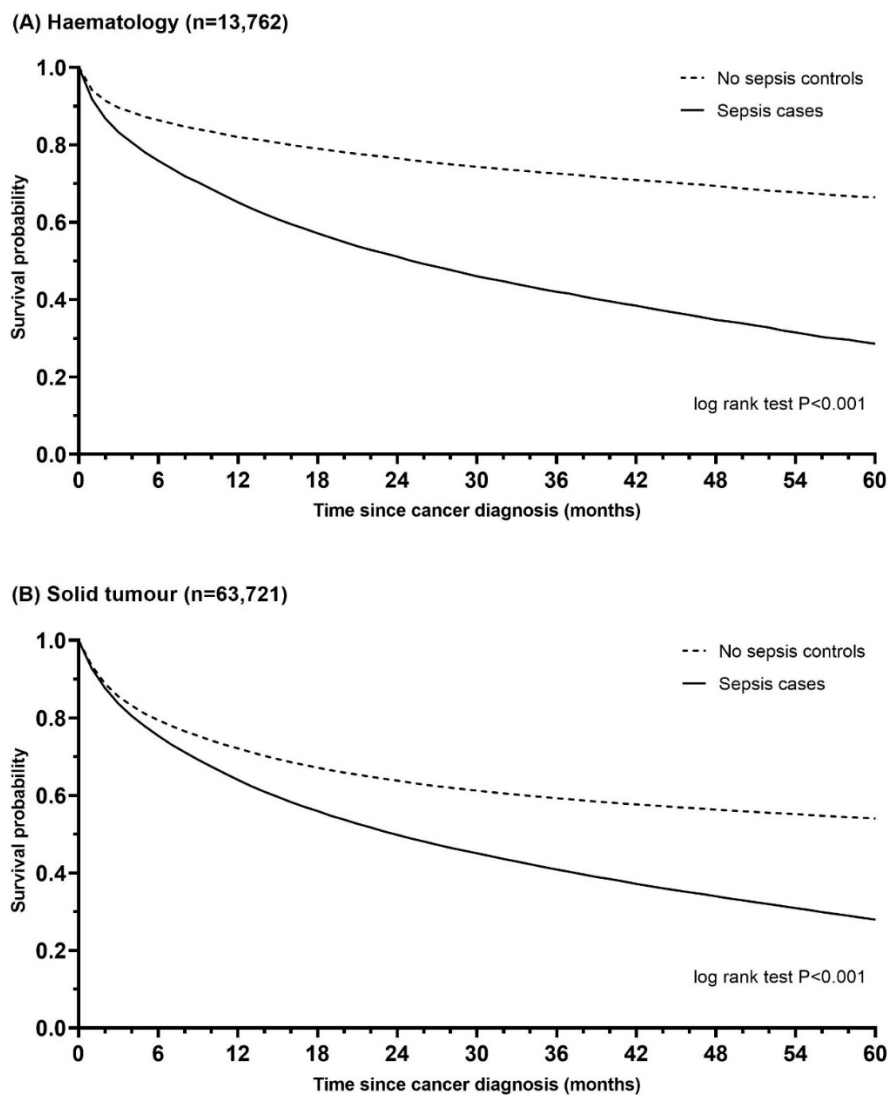 (A) Haematology (n=13,762)
1.0
0.8
0.6
0.4
0.2
0.0
Survival probability
No sepsis controls
Sepsis cases
log rank test P<0.001
0 6 12 18 24 30 36 42 48 54 60
Time since cancer diagnosis (months)
(B) Solid tumour (n=63,721)
1.0
0.8
0.6
0.4
0.2
0.0
Survival probability
No sepsis controls
Sepsis cases
log rank test P<0.001
0 6 12 18 24 30 36 42 48 54 60
Time since cancer diagnosis (months)